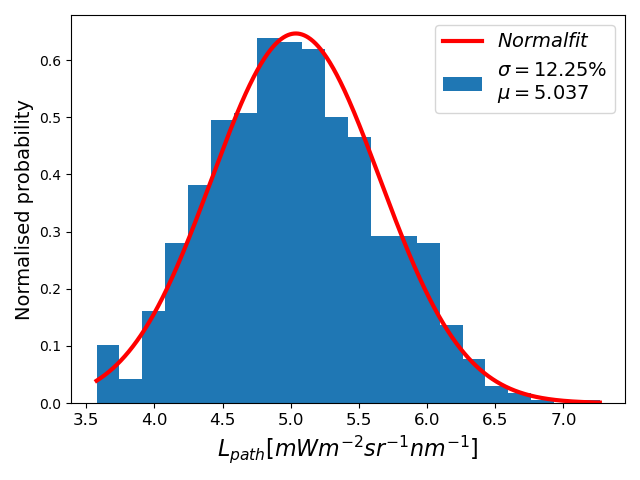 Normalfit
σ = 12.25%
μ = 5.037
Normalised probability
0.6
0.5
0.4
0.3
0.2
0.1
0.0
3.5 4.0 4.5 5.0 5.5 6.0 6.5 7.0
L_path[mWm⁻²sr⁻¹nm⁻¹]